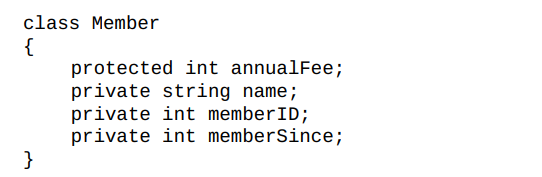 class Member
{
    protected int annualFee;
    private string name;
    private int memberID;
    private int memberSince;
}